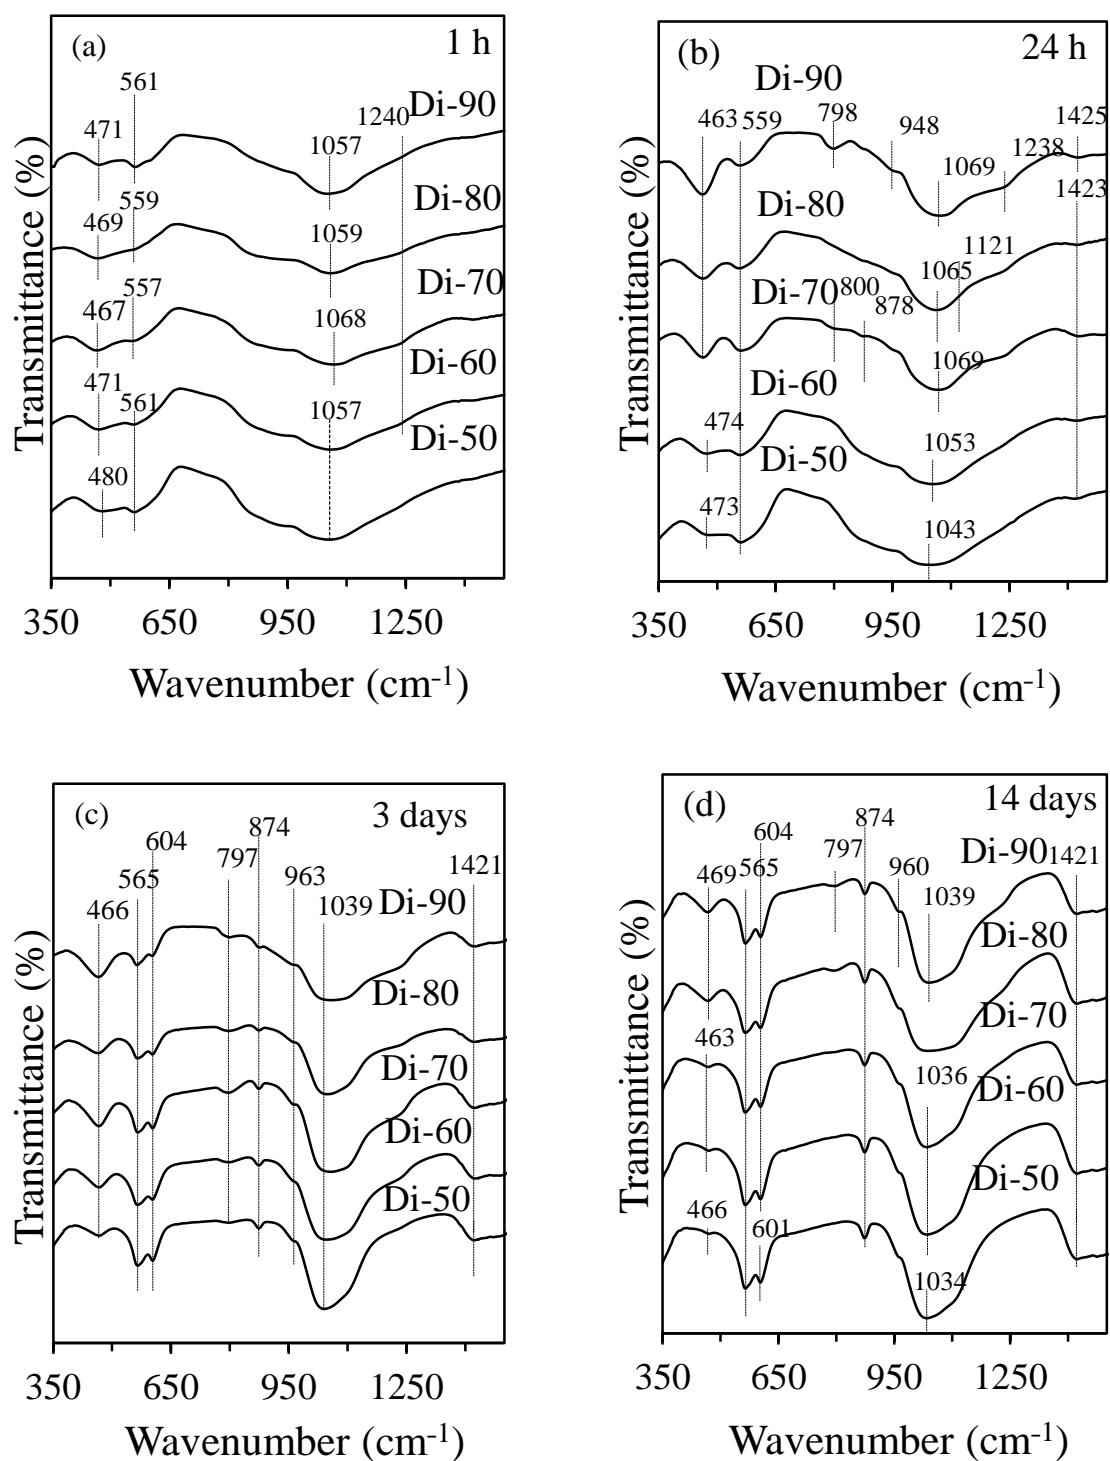 (a)
1 h
561
Di-90
471
1240
1057
Di-80
559
469
1059
Di-70
557
467
1068
Di-60
471
561
1057
Di-50
480
Transmittance (%)
350 650 950 1250
Wavenumber (cm-1)
(b)
24 h
Di-90
463 559 798 948 1238 1425
1069
1423
Di-80
1121
1065
Di-70 800 878
1069
Di-60
474
1053
Di-50
473
1043
Transmittance (%)
350 650 950 1250
Wavenumber (cm-1)
(c)
3 days
874
604
797
565
963
1421
466
1039 Di-90
Di-80
Di-70
Di-60
Di-50
Transmittance (%)
350 650 950 1250
Wavenumber (cm-1)
(d)
14 days
874
604
797
Di-90 1421
469 565
960
1039
Di-80
Di-70
463
1036 Di-60
Di-50
466
601
1034
Transmittance (%)
350 650 950 1250
Wavenumber (cm-1)